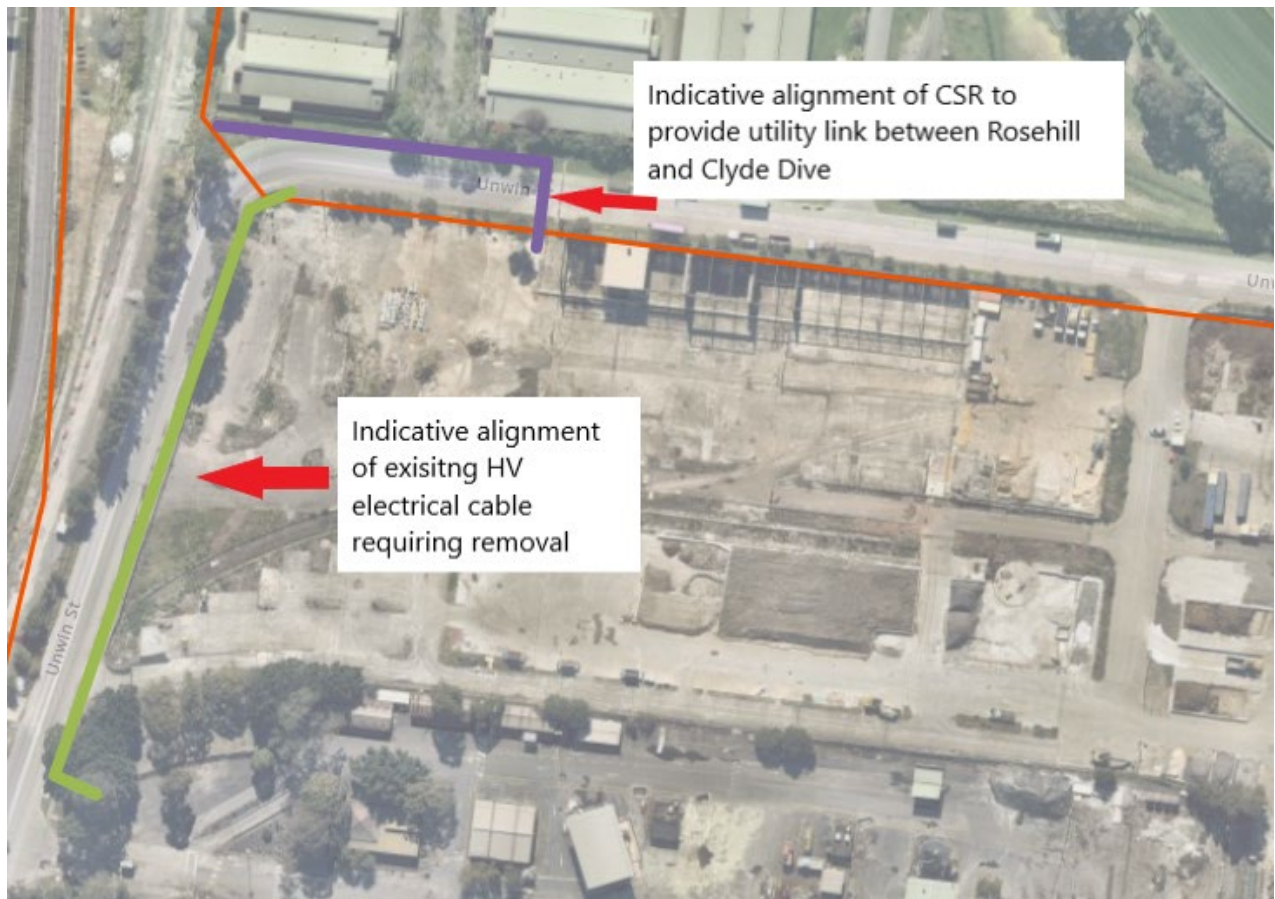 Indicative alignment of CSR to
provide utility link between Rosehill
and Clyde Dive
Unwin
Unw
Indicative alignment
of exisitng HV
electrical cable
requiring removal
Unwin St